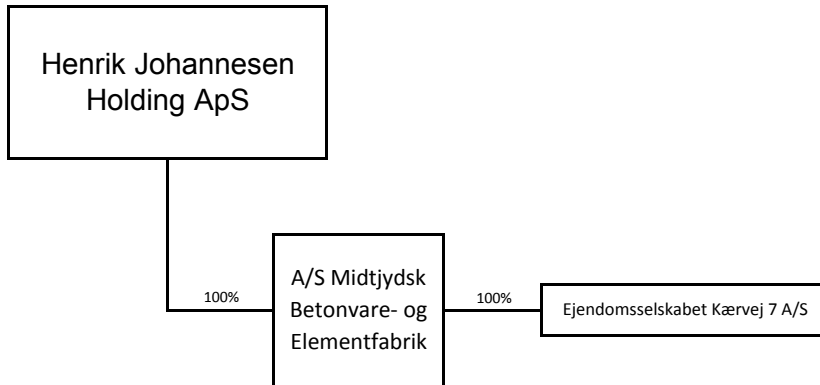 Henrik Johannesen
Holding ApS
100%
A/S Midtjydsk
Betonvare- og
Elementfabrik
100%
Ejendomsselskabet Kærvej 7 A/S